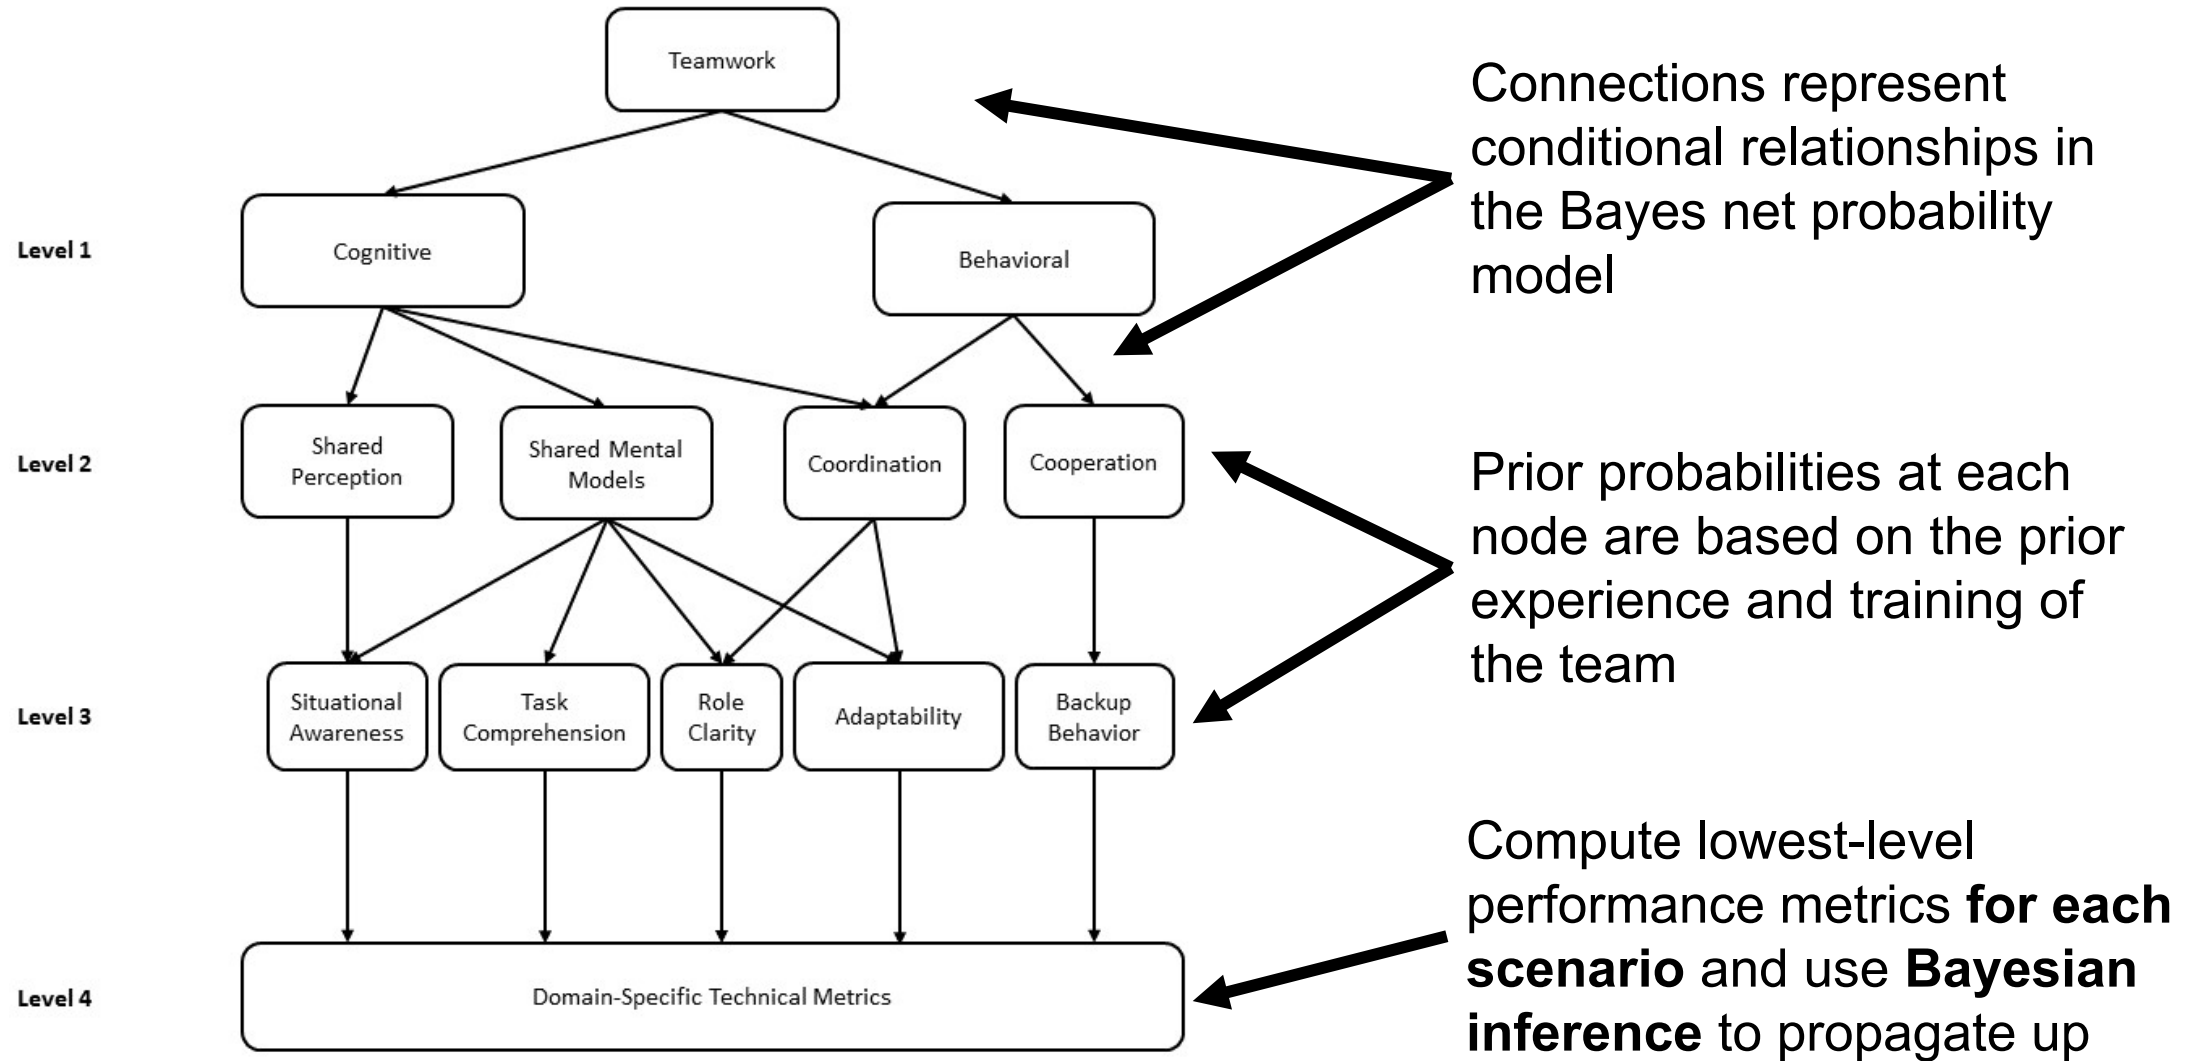 Teamwork
Connections represent
conditional relationships in
the Bayes net probability
model
Level 1
Cognitive
Behavioral
Level 2
Shared
Perception
Shared Mental
Models
Coordination
Cooperation
Prior probabilities at each
node are based on the prior
experience and training of
the team
Level 3
Situational
Awareness
Task
Comprehension
Role
Clarity
Adaptability
Backup
Behavior
Compute lowest-level
performance metrics for each
scenario and use Bayesian
inference to propagate up
Level 4
Domain-Specific Technical Metrics